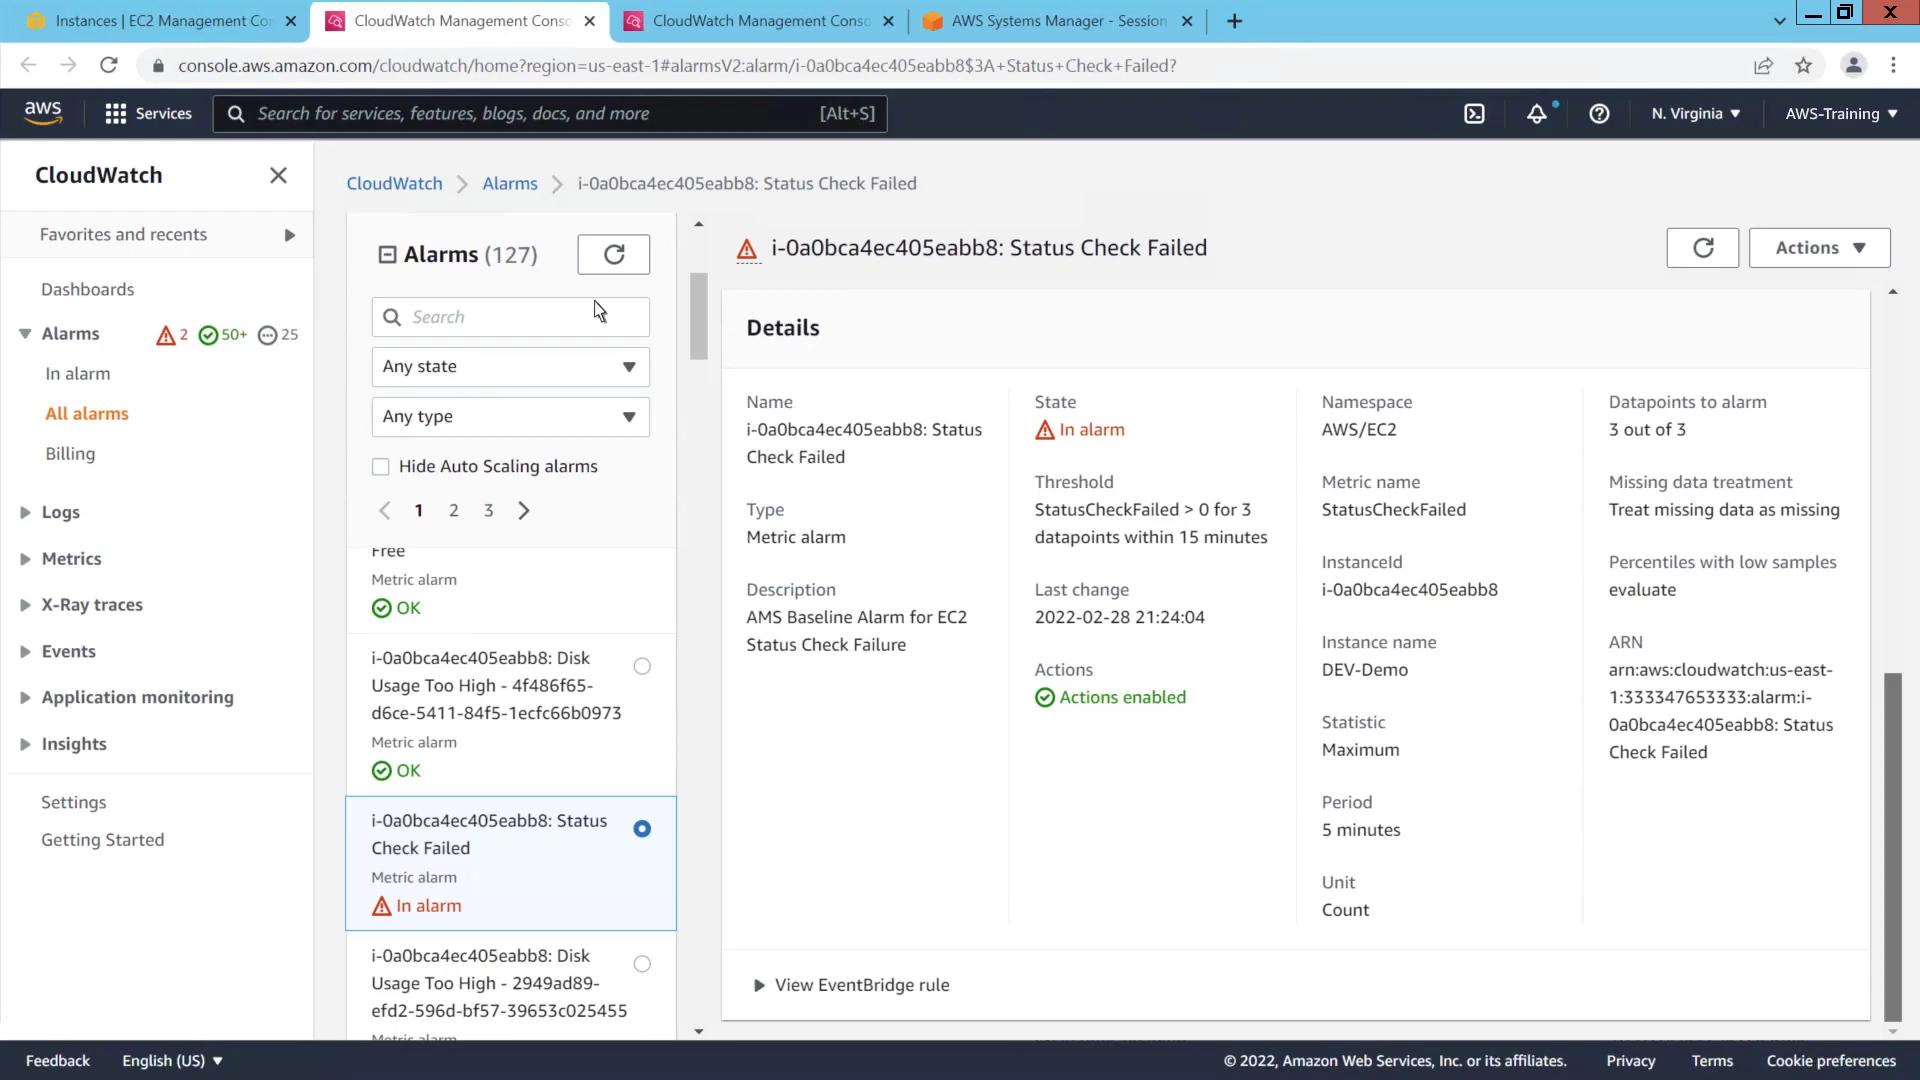 Instances | EC2 Management Con
CloudWatch Management Conso
CloudWatch Management Conso
AWS Systems Manager - Session
console.aws.amazon.com/cloudwatch/home?region=us-east-1#alarmsV2:alarm/i-0a0bca4ec405eabb8$3A+Status+Check+Failed?
aws
Services
Search for services, features, blogs, docs, and more
[Alt+S]
N. Virginia
AWS-Training
CloudWatch
Favorites and recents
Dashboards
Alarms
2
50+
25
In alarm
All alarms
Billing
Logs
Metrics
X-Ray traces
Events
Application monitoring
Insights
Settings
Getting Started
CloudWatch
Alarms
i-0a0bca4ec405eabb8: Status Check Failed
Alarms (127)
Search
Any state
Any type
Hide Auto Scaling alarms
1 2 3
Free
Metric alarm
OK
i-0a0bca4ec405eabb8: Disk
Usage Too High - 4f486f65-
d6ce-5411-84f5-1ecfc66b0973
Metric alarm
OK
i-0a0bca4ec405eabb8: Status
Check Failed
Metric alarm
In alarm
i-0a0bca4ec405eabb8: Disk
Usage Too High - 2949ad89-
efd2-596d-bf57-39653c025455
Metric alarm
i-0a0bca4ec405eabb8: Status Check Failed
Actions
Details
Name
i-0a0bca4ec405eabb8: Status
Check Failed
Type
Metric alarm
Description
AMS Baseline Alarm for EC2
Status Check Failure
State
In alarm
Threshold
StatusCheckFailed > 0 for 3
datapoints within 15 minutes
Last change
2022-02-28 21:24:04
Actions
Actions enabled
Namespace
AWS/EC2
Metric name
StatusCheckFailed
InstanceId
i-0a0bca4ec405eabb8
Instance name
DEV-Demo
Statistic
Maximum
Period
5 minutes
Unit
Count
Datapoints to alarm
3 out of 3
Missing data treatment
Treat missing data as missing
Percentiles with low samples
evaluate
ARN
arn:aws:cloudwatch:us-east-
1:333347653333:alarm:i-
0a0bca4ec405eabb8: Status
Check Failed
View EventBridge rule
Feedback
English (US)
© 2022, Amazon Web Services, Inc. or its affiliates.
Privacy
Terms
Cookie preferences